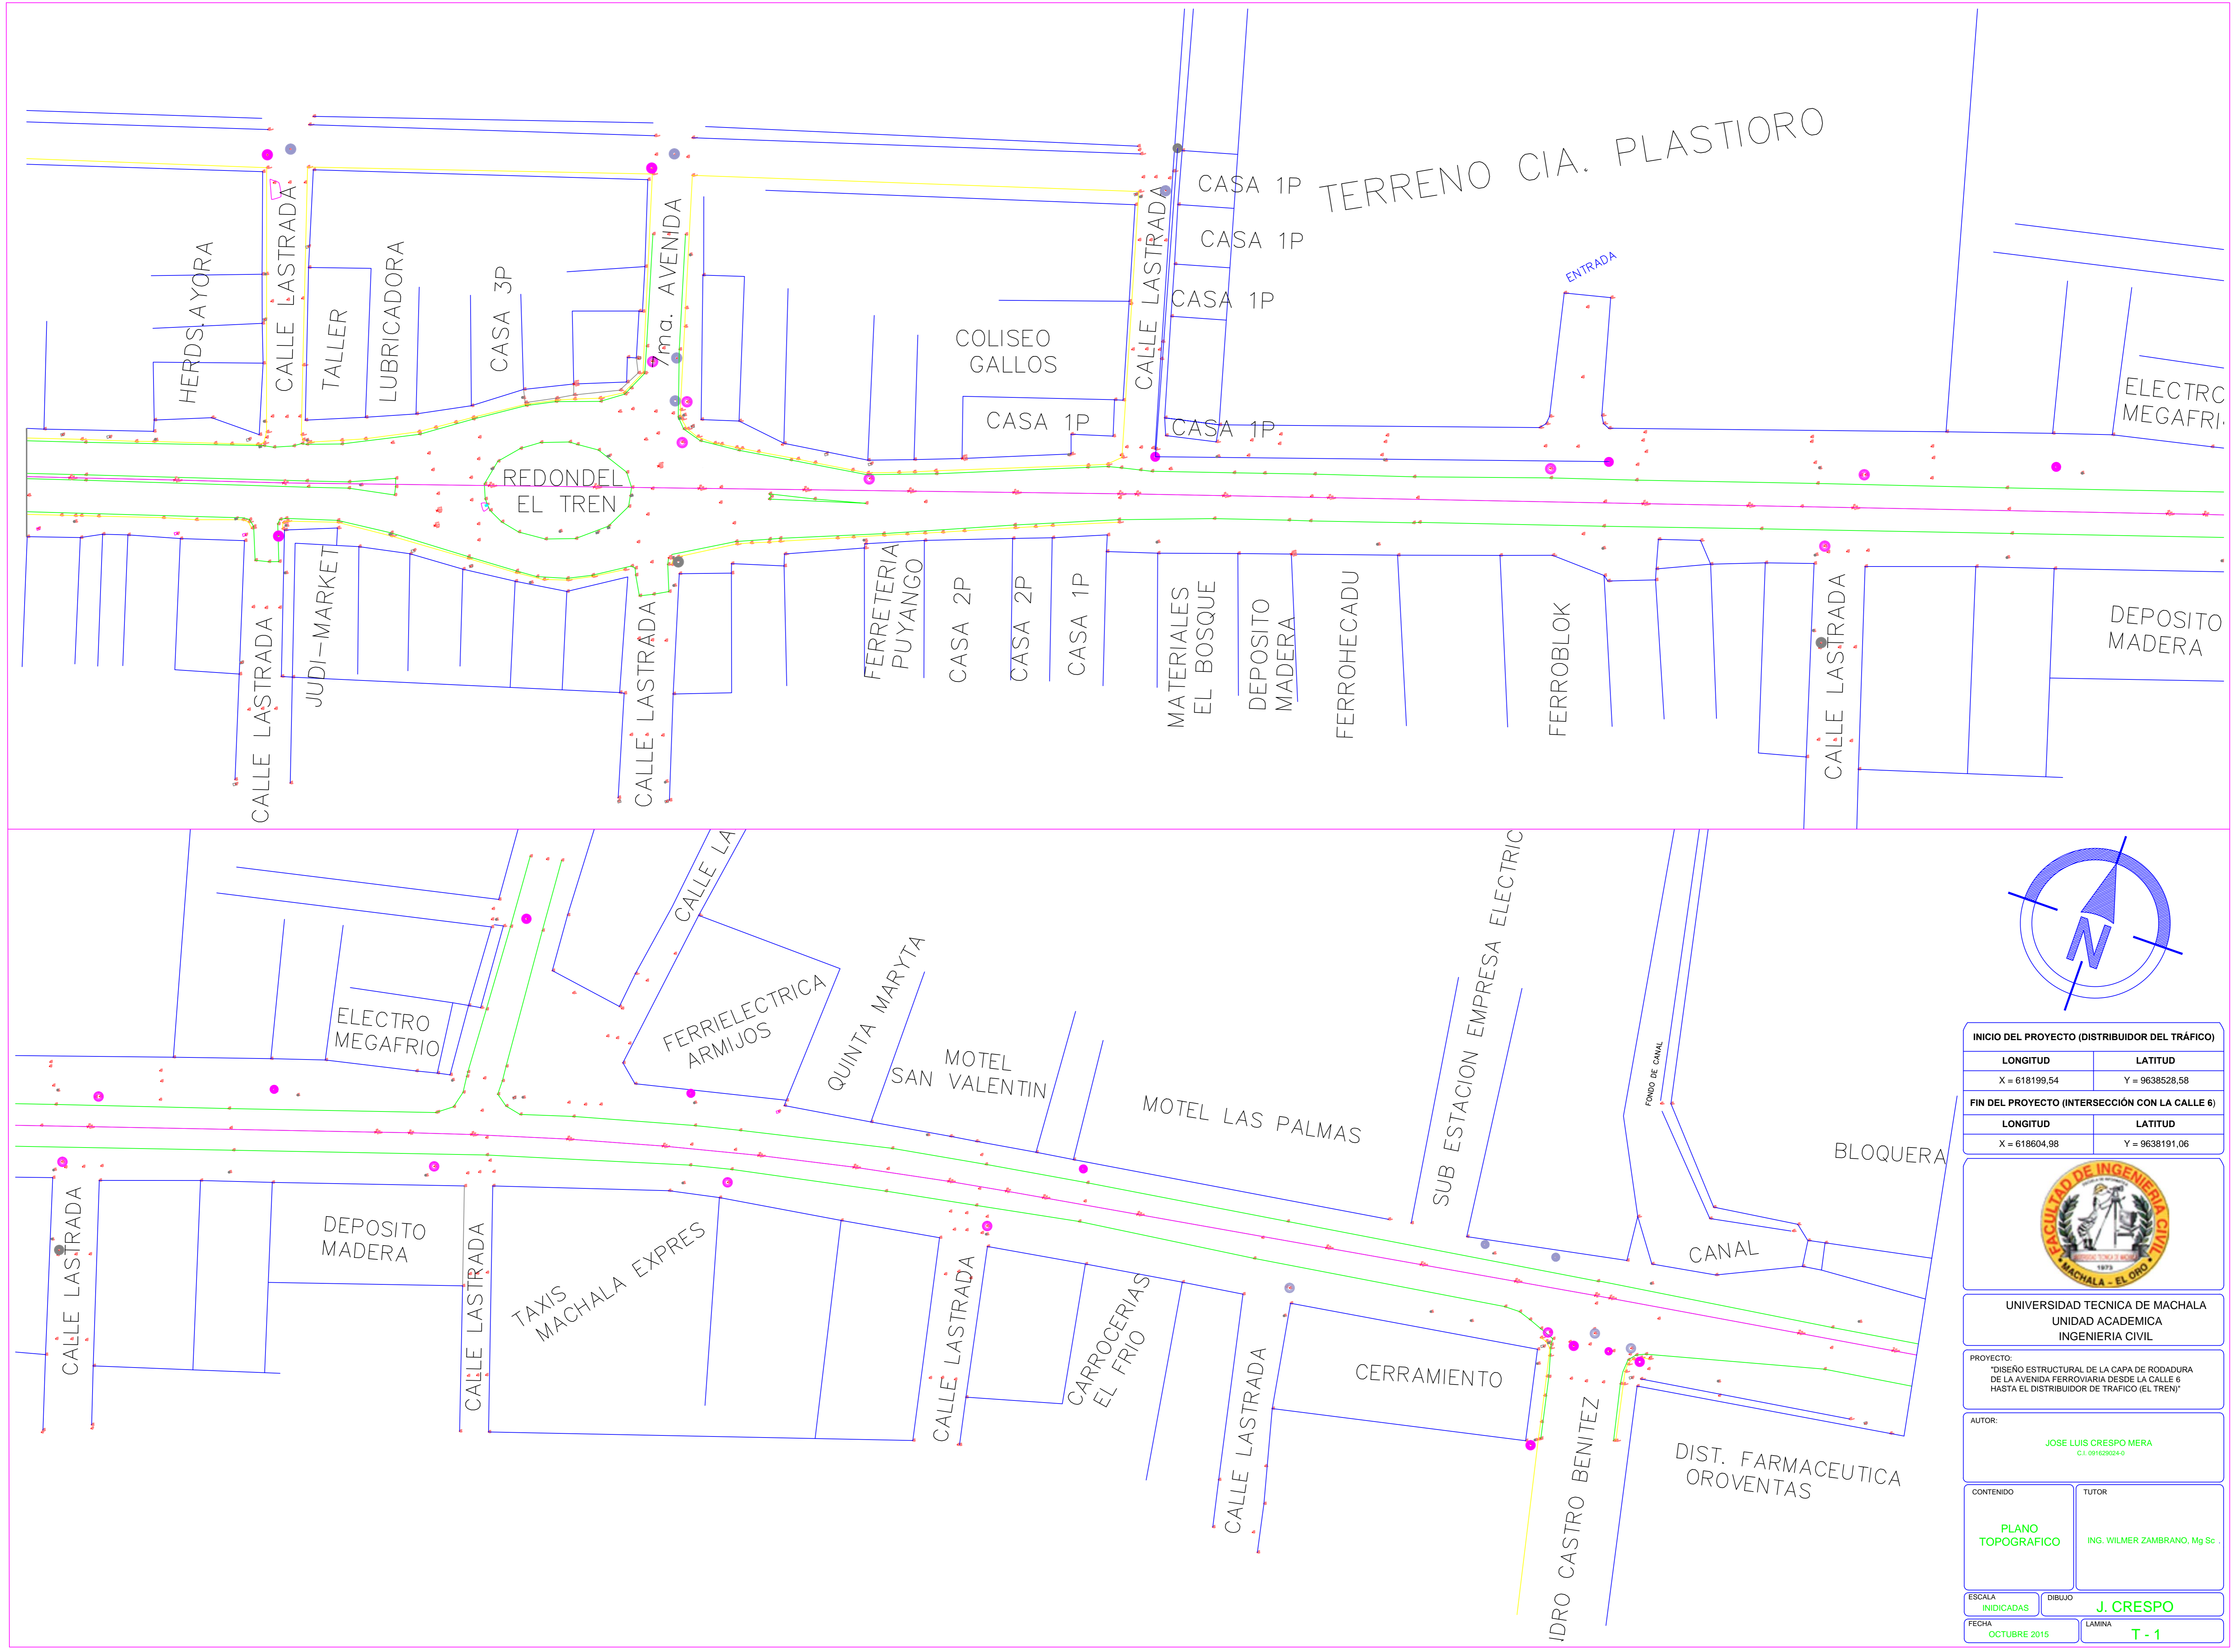 TERRENO CIA. PLASTIORO
CASA 1P
CASA 1P
CASA 1P
CASA 1P
ENTRADA
HERDS.AYORA
CALLE LASTRADA
TALLER
LUBRICADORA
CASA 3P
7ma. AVENIDA
COLISEO
GALLOS
CASA 1P
CALLE LASTRADA
ELECTRO
MEGAFRI
REDONDEL
EL TREN
CALLE LASTRADA
JUDI-MARKET
CALLE LASTRADA
FERRETERIA
PUYANGO
CASA 2P
CASA 2P
CASA 1P
MATERIALES
EL BOSQUE
DEPOSITO
MADERA
FERROHECADU
FERROBLOK
CALLE LASTRADA
DEPOSITO
MADERA
CALLE LA
ELECTRO
MEGAFRIO
FERRIELECTRICA
ARMIJOS
QUINTA MARYTA
MOTEL
SAN VALENTIN
MOTEL LAS PALMAS
SUB ESTACION EMPRESA ELECTRIC
FONDO DE CANAL
BLOQUERA
CANAL
CALLE LASTRADA
DEPOSITO
MADERA
CALLE LASTRADA
TAXIS
MACHALA EXPRES
CALLE LASTRADA
CARROCERIAS
EL FRIO
CALLE LASTRADA
CERRAMIENTO
DRO CASTRO BENITEZ
DIST. FARMACEUTICA
OROVENTAS
N
INICIO DEL PROYECTO (DISTRIBUIDOR DEL TRÁFICO)
LONGITUD LATITUD
X = 618199,54 Y = 9638528,58
FIN DEL PROYECTO (INTERSECCIÓN CON LA CALLE 6)
LONGITUD LATITUD
X = 618604,98 Y = 9638191,06
FACULTAD DE INGENIERIA CIVIL
1973
MACHALA - EL ORO
UNIVERSIDAD TECNICA DE MACHALA
UNIDAD ACADEMICA
INGENIERIA CIVIL
PROYECTO:
"DISEÑO ESTRUCTURAL DE LA CAPA DE RODADURA
DE LA AVENIDA FERROVIARIA DESDE LA CALLE 6
HASTA EL DISTRIBUIDOR DE TRAFICO (EL TREN)"
AUTOR:
JOSE LUIS CRESPO MERA
CONTENIDO
PLANO
TOPOGRAFICO
TUTOR
ING. WILMER ZAMBRANO, Mg Sc .
ESCALA
INIDICADAS
DIBUJO
J. CRESPO
FECHA
OCTUBRE 2015
LAMINA
T - 1